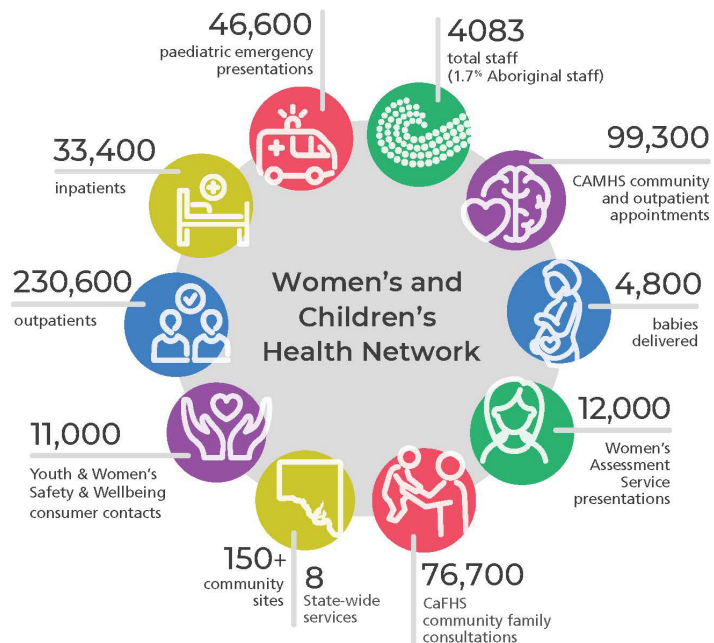 46,600
paediatric emergency
presentations
4083
total staff
(1.7% Aboriginal staff)
33,400
inpatients
99,300
CAMHS community
and outpatient
appointments
230,600
outpatients
Women's and
Children's
Health Network
4,800
babies
delivered
11,000
Youth & Women's
Safety & Wellbeing
consumer contacts
12,000
Women's
Assessment
Service
presentations
150+
community
sites
8
State-wide
services
76,700
CaFHS
community family
consultations